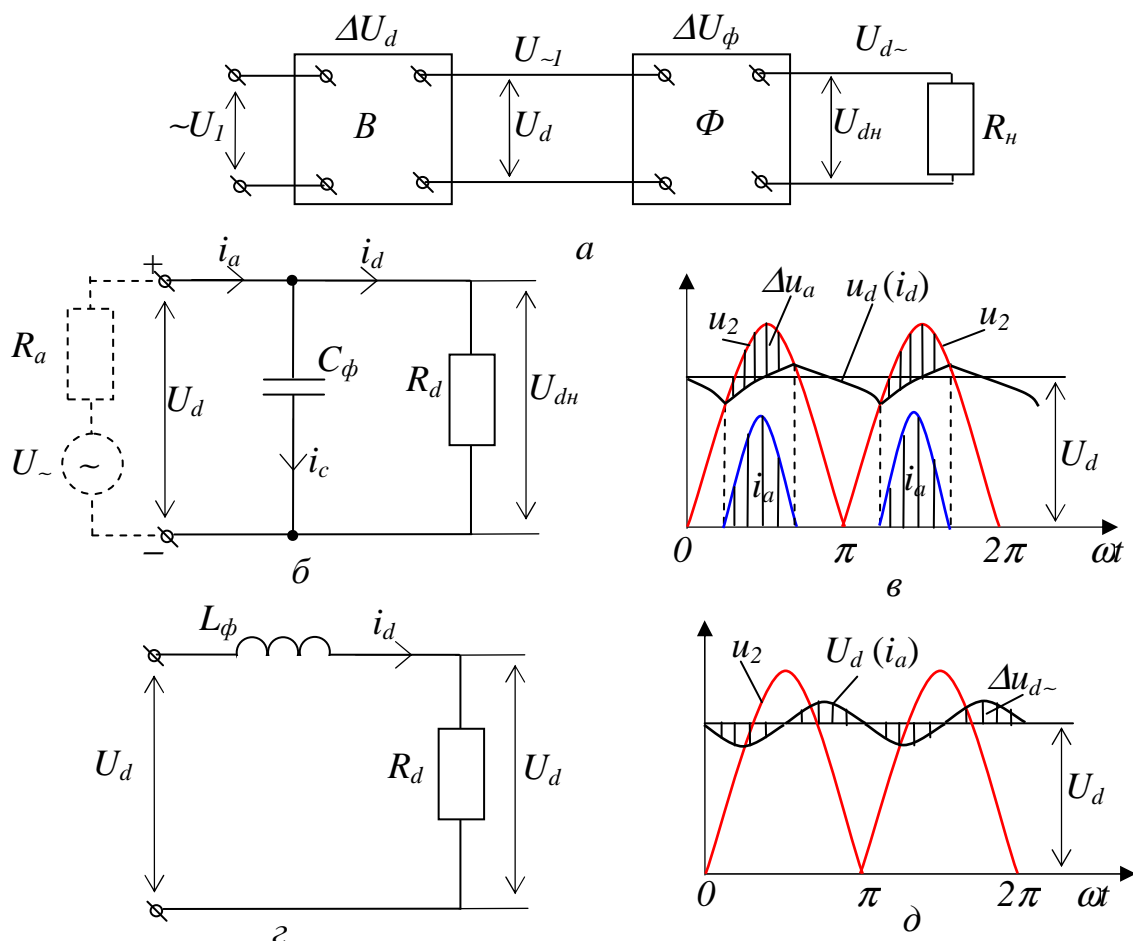 ΔU_d
U_~1
ΔU_ф
U_d~
~U_1
В
U_d
Ф
U_dн
R_н
а
+
i_a
i_d
R_a
U_~
~
U_d
C_ф
i_c
R_d
U_dн
–
б
Δu_a
u_d (i_d)
u_2
u_2
i_a
i_a
U_d
0
π
2π
ωt
в
L_ф
i_d
U_d
R_d
U_d
г
u_2
U_d (i_a)
Δu_d~
U_d
0
π
2π
ωt
д